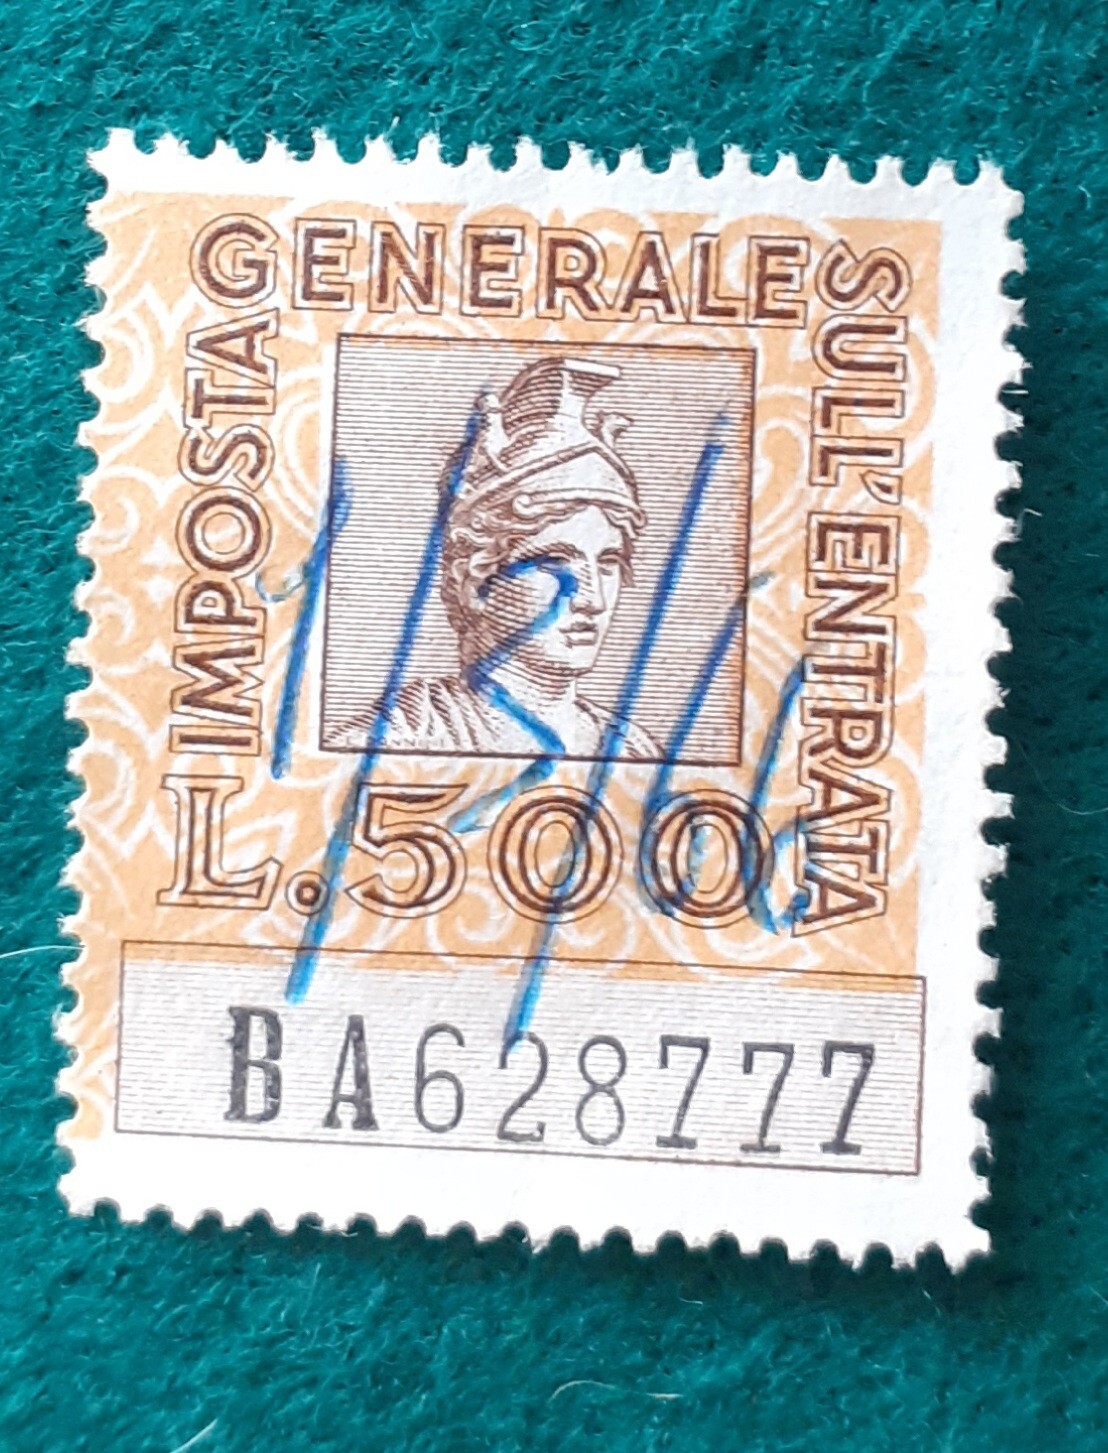 IMPOSTA GENERALE SULL'ENTRATA
L.500
BA628777